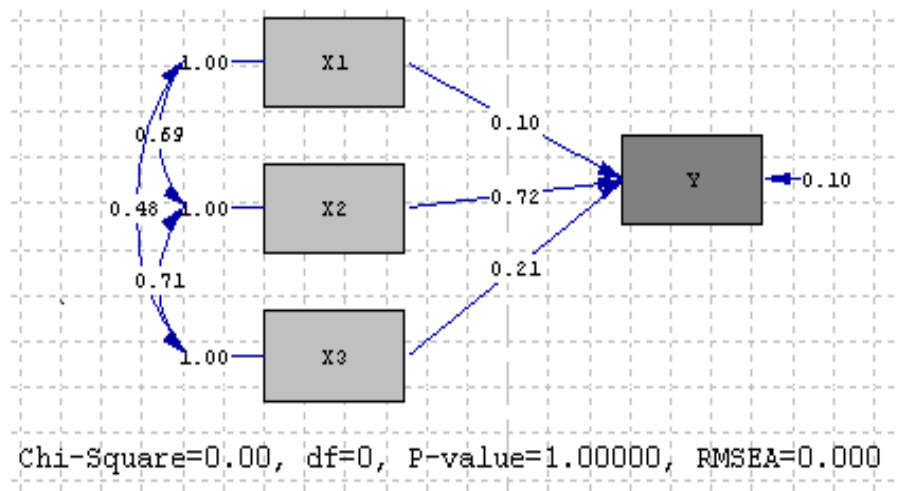 1.00 X1
0.10
0.69
0.48 1.00 X2 0.72 Y 0.10
0.21
0.71
1.00 X3
Chi-Square=0.00, df=0, P-value=1.00000, RMSEA=0.000